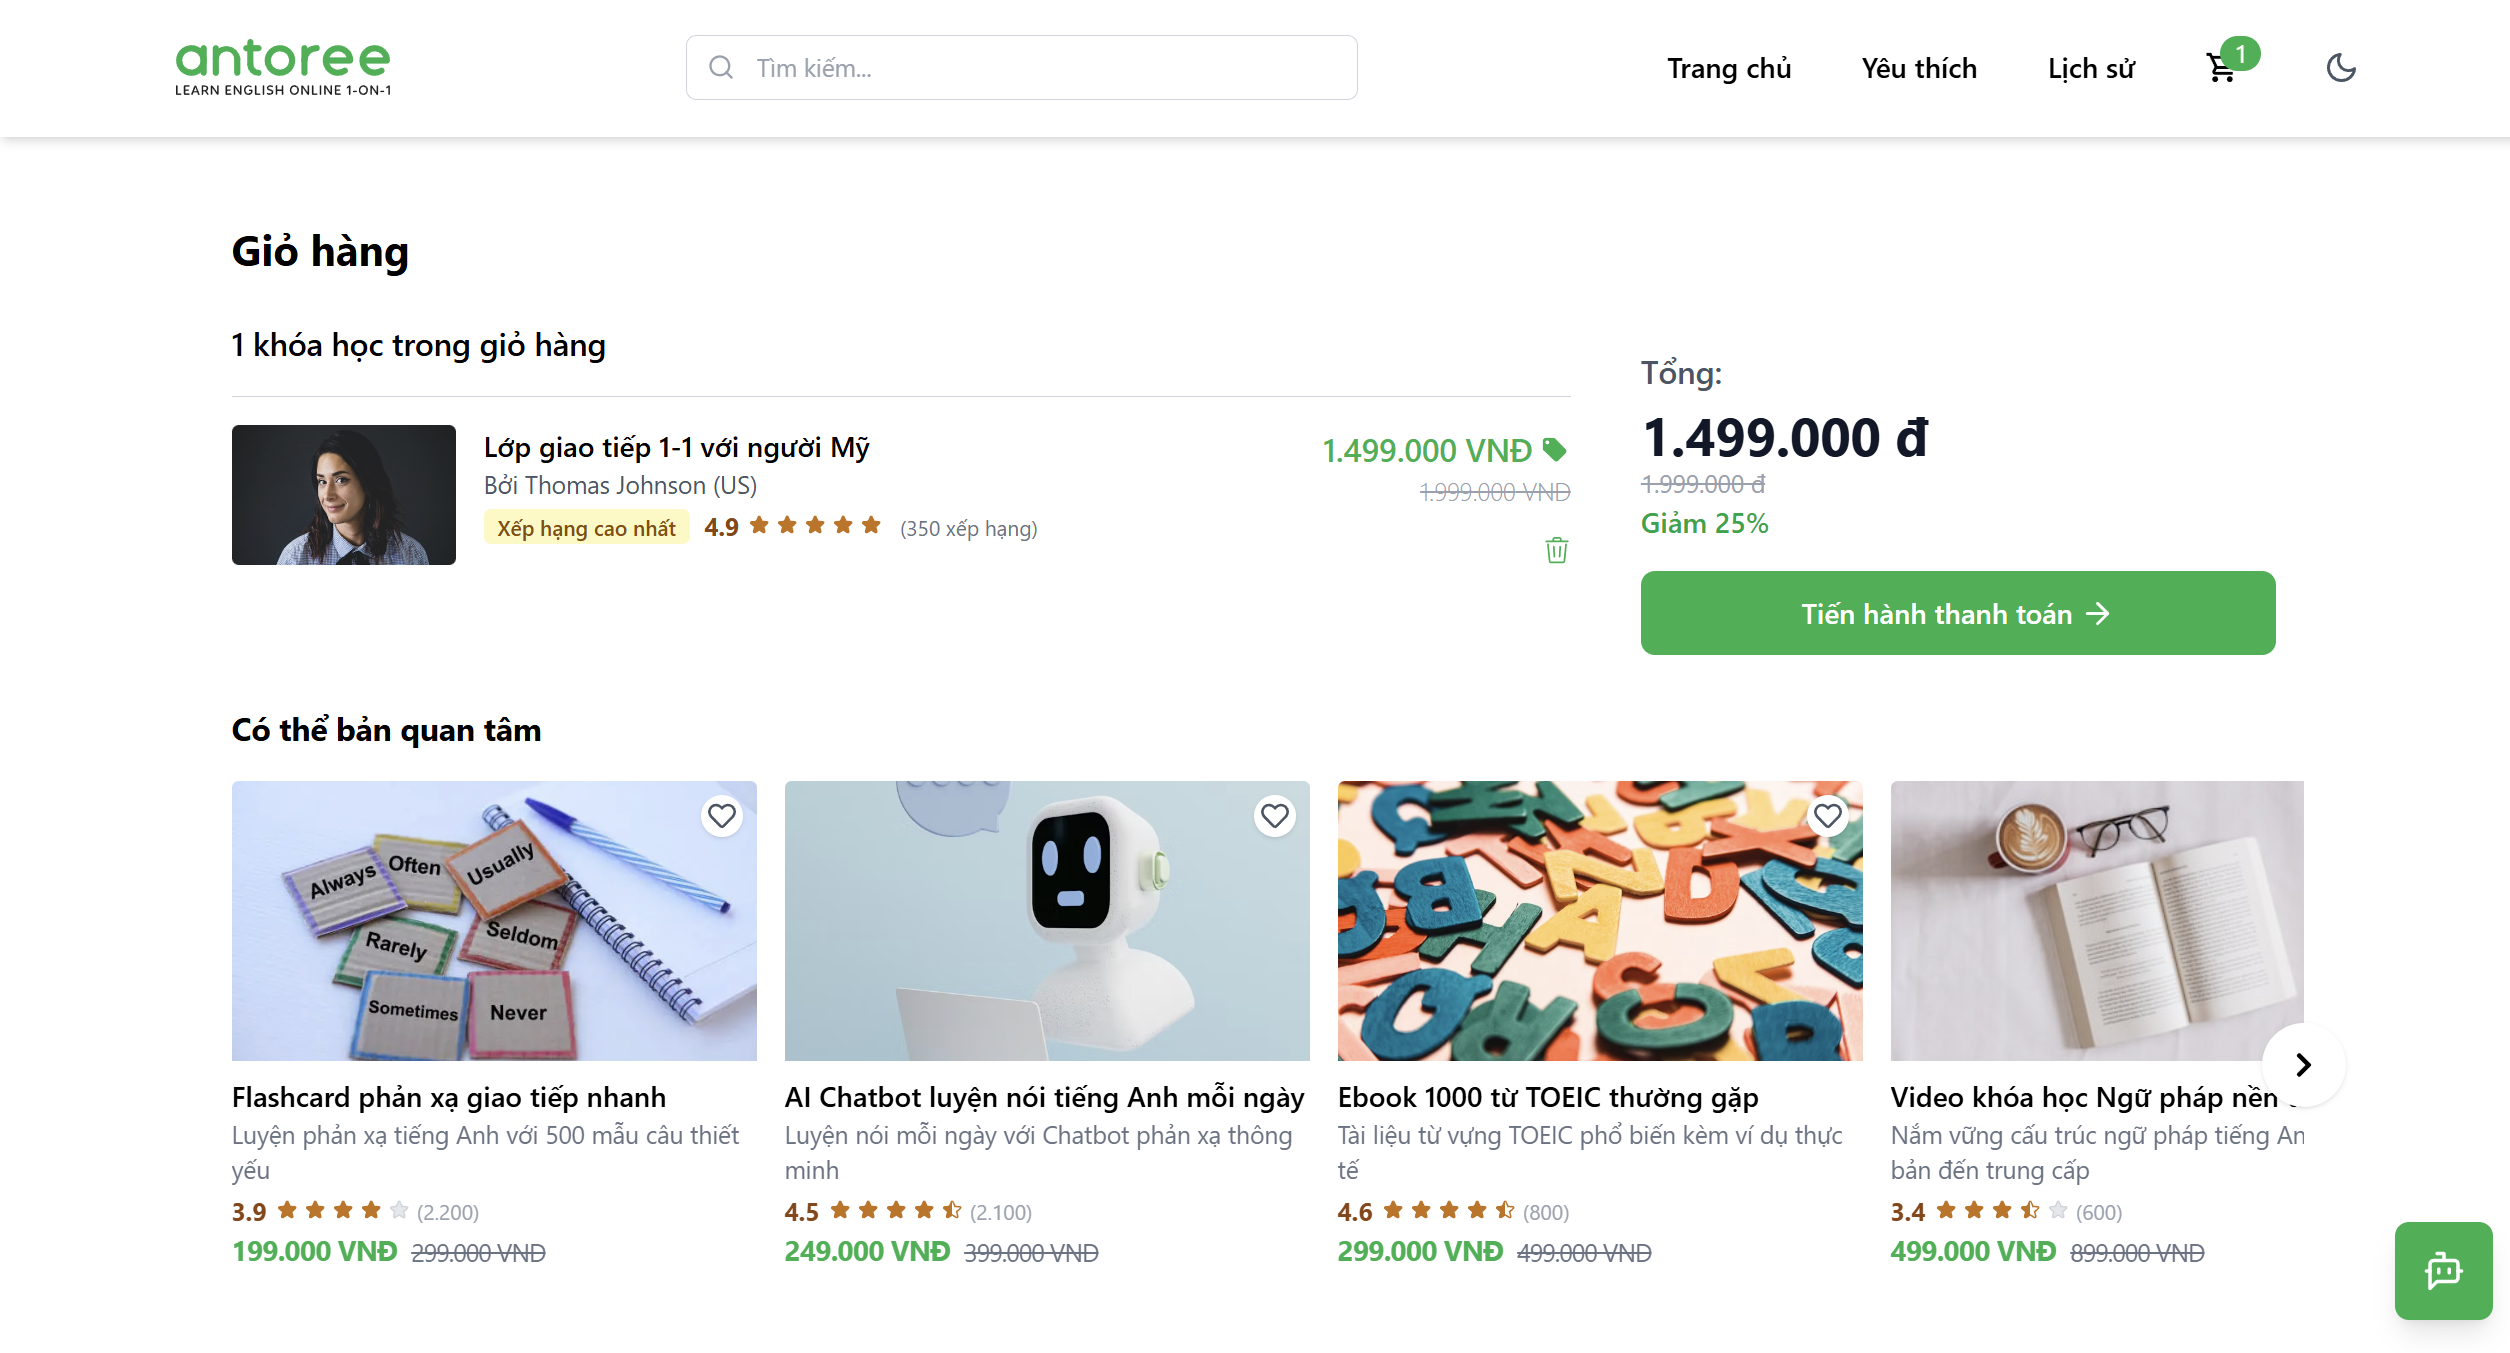 antoree
LEARN ENGLISH ONLINE 1-ON-1
Tìm kiếm...
Trang chủ
Yêu thích
Lịch sử
1
Giỏ hàng
1 khóa học trong giỏ hàng
Lớp giao tiếp 1-1 với người Mỹ
Bởi Thomas Johnson (US)
Xếp hạng cao nhất 4.9 (350 xếp hạng)
1.499.000 VNĐ
1.999.000 VNĐ
Tổng:
1.499.000 đ
1.999.000 đ
Giảm 25%
Tiến hành thanh toán
Có thể bản quan tâm
Always
Often
Usually
Rarely
Seldom
Sometimes
Never
Flashcard phản xạ giao tiếp nhanh
Luyện phản xạ tiếng Anh với 500 mẫu câu thiết
yếu
3.9 (2.200)
199.000 VNĐ 299.000 VNĐ
AI Chatbot luyện nói tiếng Anh mỗi ngày
Luyện nói mỗi ngày với Chatbot phản xạ thông
minh
4.5 (2.100)
249.000 VNĐ 399.000 VNĐ
Ebook 1000 từ TOEIC thường gặp
Tài liệu từ vựng TOEIC phổ biến kèm ví dụ thực
tế
4.6 (800)
299.000 VNĐ 499.000 VNĐ
Video khóa học Ngữ pháp nền
Nắm vững cấu trúc ngữ pháp tiếng An
bản đến trung cấp
3.4 (600)
499.000 VNĐ 899.000 VNĐ